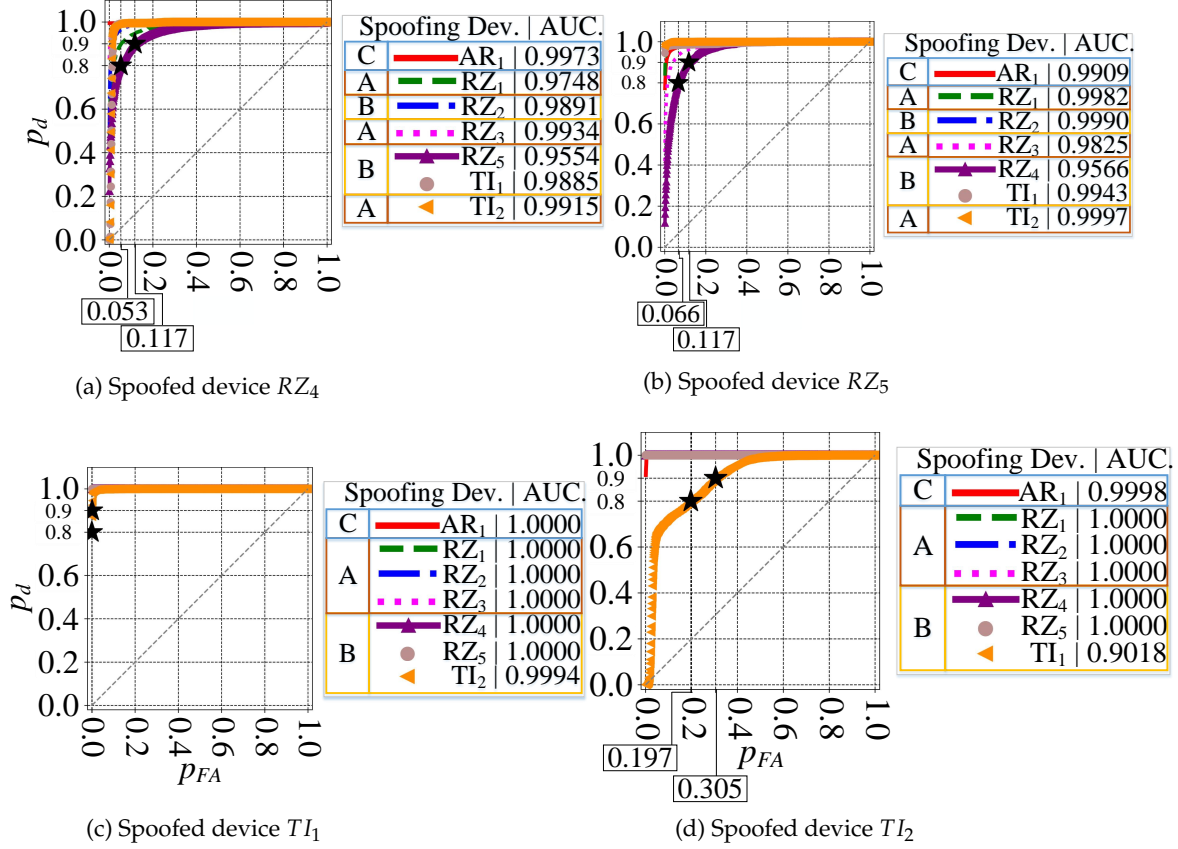 Spoofing Dev. | AUC.
C AR₁ | 0.9973
A RZ₁ | 0.9748
B RZ₂ | 0.9891
A RZ₃ | 0.9934
B RZ₅ | 0.9554
TI₁ | 0.9885
A TI₂ | 0.9915
p_d
1.0
0.9
0.8
0.6
0.4
0.2
0.0
0.0 0.2 0.4 0.6 0.8 1.0
0.053
0.117
(a) Spoofed device RZ₄
Spoofing Dev. | AUC.
C AR₁ | 0.9909
A RZ₁ | 0.9982
B RZ₂ | 0.9990
A RZ₃ | 0.9825
B RZ₄ | 0.9566
TI₁ | 0.9943
A TI₂ | 0.9997
1.0
0.9
0.8
0.6
0.4
0.2
0.0
0.0 0.2 0.4 0.6 0.8 1.0
0.066
0.117
(b) Spoofed device RZ₅
Spoofing Dev. | AUC.
C AR₁ | 1.0000
A RZ₁ | 1.0000
RZ₂ | 1.0000
RZ₃ | 1.0000
B RZ₄ | 1.0000
RZ₅ | 1.0000
TI₂ | 0.9994
p_d
1.0
0.9
0.8
0.6
0.4
0.2
0.0
0.0 0.2 0.4 0.6 0.8 1.0
p_FA
(c) Spoofed device TI₁
Spoofing Dev. | AUC.
C AR₁ | 0.9998
A RZ₁ | 1.0000
RZ₂ | 1.0000
RZ₃ | 1.0000
B RZ₄ | 1.0000
RZ₅ | 1.0000
TI₁ | 0.9018
1.0
0.9
0.8
0.6
0.4
0.2
0.0
0.0 0.2 0.4 0.6 0.8 1.0
0.197
0.305
p_FA
(d) Spoofed device TI₂